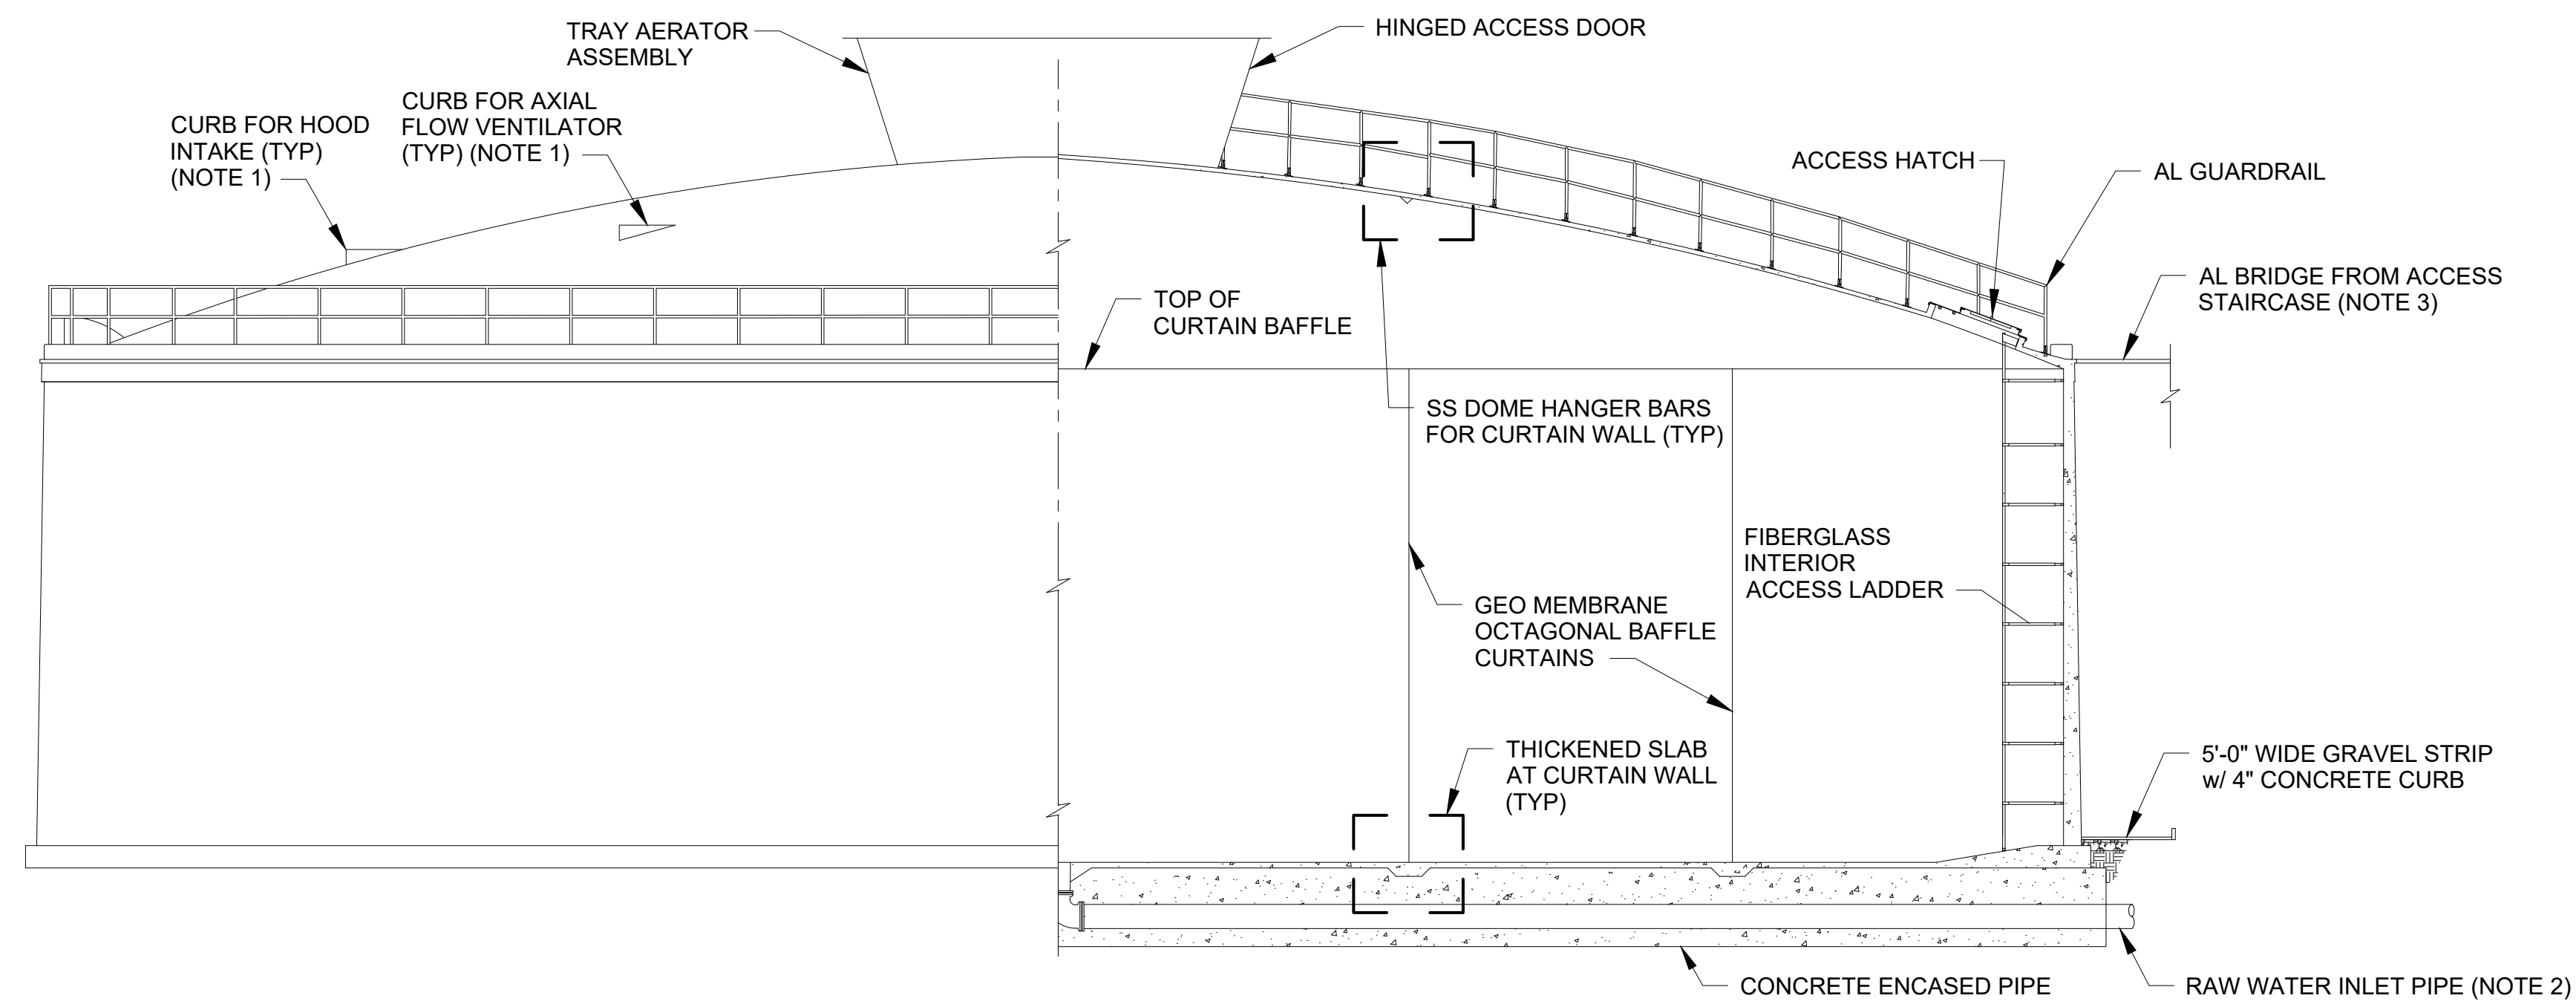 TRAY AERATOR
ASSEMBLY
HINGED ACCESS DOOR
CURB FOR AXIAL
FLOW VENTILATOR
(TYP) (NOTE 1)
CURB FOR HOOD
INTAKE (TYP)
(NOTE 1)
ACCESS HATCH
AL GUARDRAIL
AL BRIDGE FROM ACCESS
STAIRCASE (NOTE 3)
TOP OF
CURTAIN BAFFLE
SS DOME HANGER BARS
FOR CURTAIN WALL (TYP)
FIBERGLASS
INTERIOR
ACCESS LADDER
GEO MEMBRANE
OCTAGONAL BAFFLE
CURTAINS
THICKENED SLAB
AT CURTAIN WALL
(TYP)
5'-0" WIDE GRAVEL STRIP
w/ 4" CONCRETE CURB
CONCRETE ENCASED PIPE
RAW WATER INLET PIPE (NOTE 2)